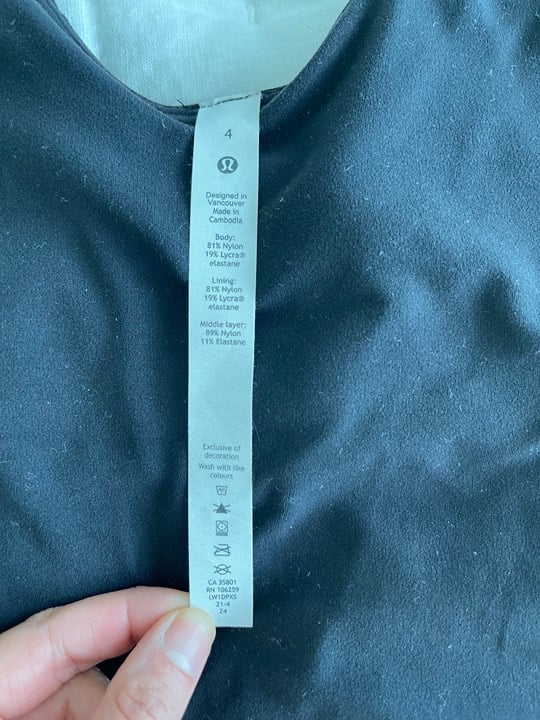 4
Designed in
Vancouver
Made in
Cambodia
Body:
81% Nylon
19% Lycra®
elastane
Lining:
81% Nylon
19% Lycra®
elastane
Middle layer:
89% Nylon
11% Elastane
Exclusive of
decoration
Wash with like
colours
CA 35801
RN 106259
LW1DPXS
21-4
24